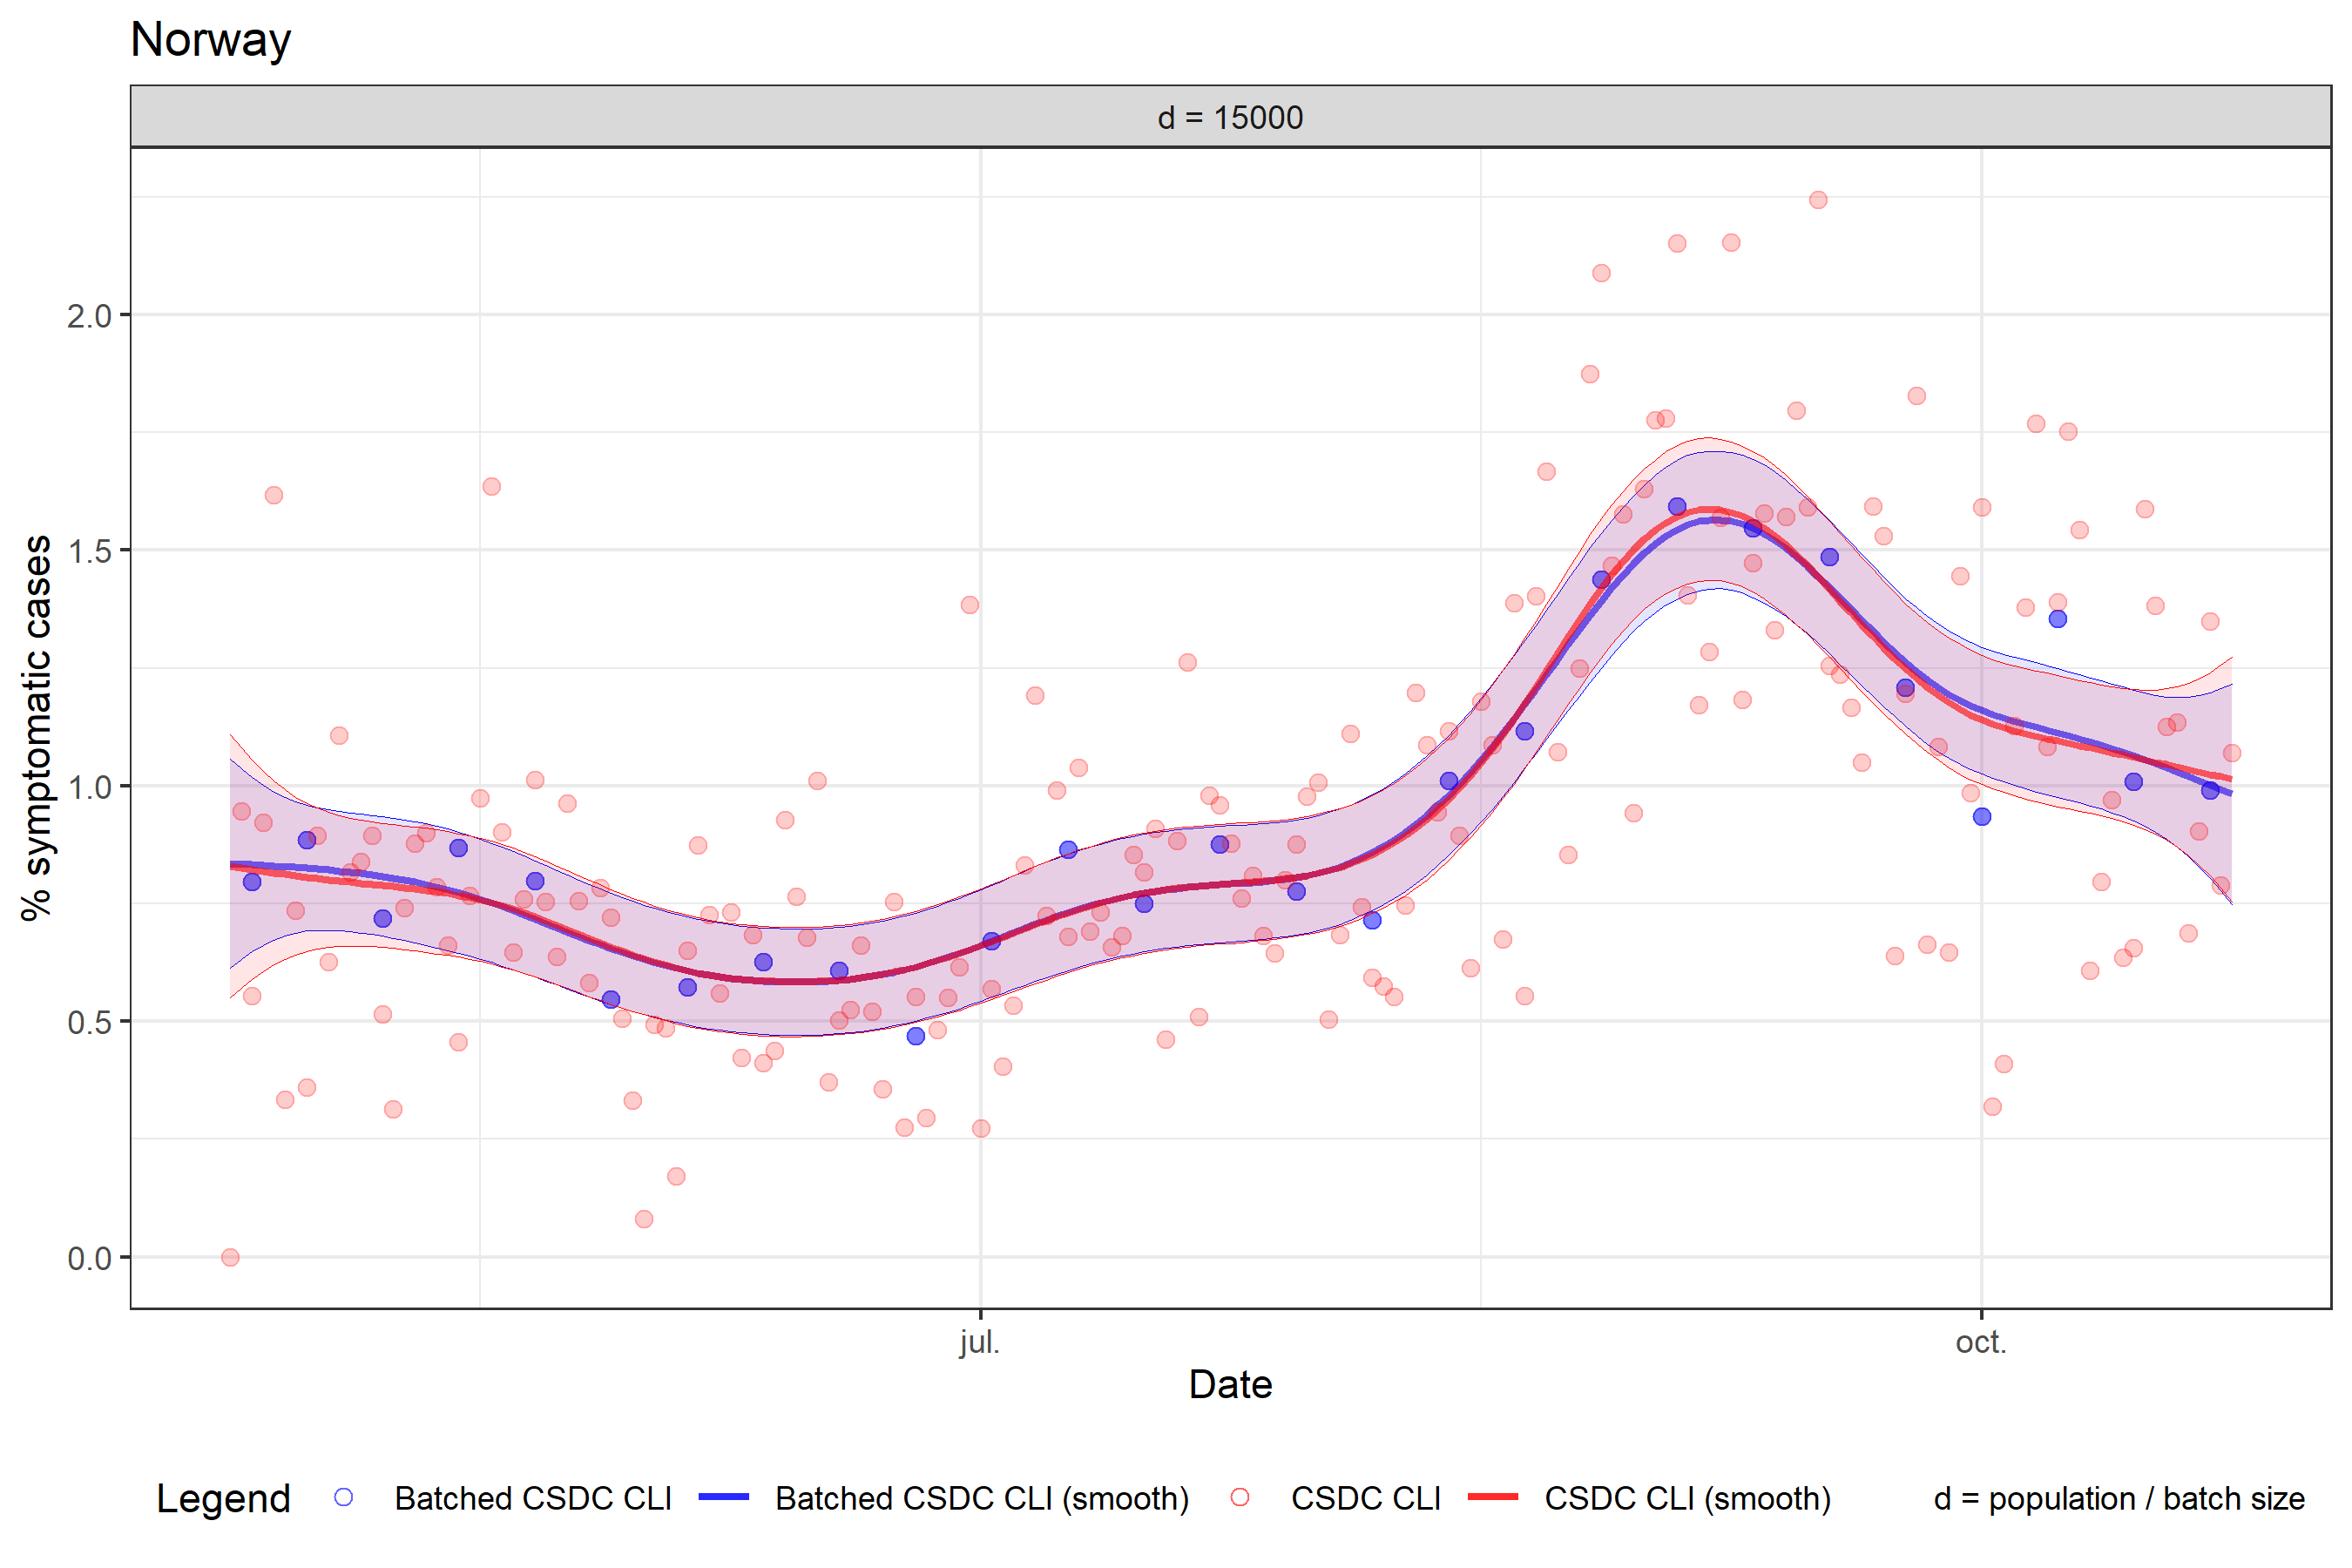 Norway
d = 15000
% symptomatic cases
2.0
1.5
1.0
0.5
0.0
jul.
oct.
Date
Legend
Batched CSDC CLI
Batched CSDC CLI (smooth)
CSDC CLI
CSDC CLI (smooth)
d = population / batch size